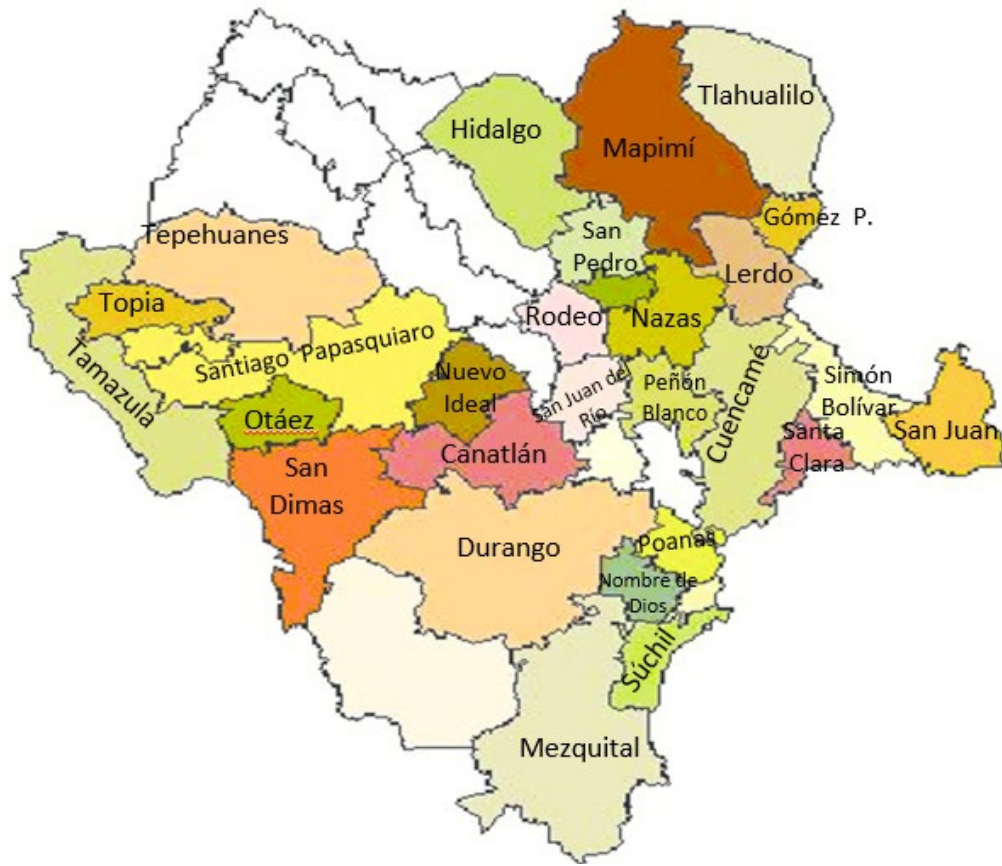 Tlahualilo
Hidalgo
Mapimí
Gómez P.
Tepehuanes
San
Pedro
Lerdo
Topia
Rodeo
Nazas
Santiago Papasquiaro
Tamazula
Nuevo
Ideal
San Juan del
Río
Peñón
Blanco
Cuencamé
Simón
Bolívar
Otáez
Canatlán
Santa
Clara
San Juan
San
Dimas
Durango
Poanas
Nombre de
Dios
Súchil
Mezquital